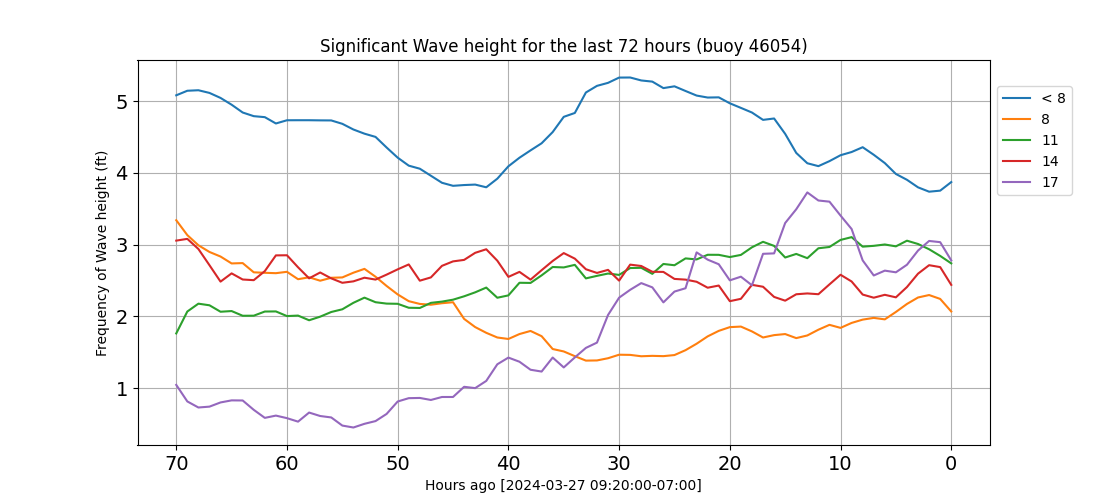 Significant Wave height for the last 72 hours (buoy 46054)
Frequency of Wave height (ft)
5
4
3
2
1
70 60 50 40 30 20 10 0
Hours ago [2024-03-27 09:20:00-07:00]
< 8
8
11
14
17